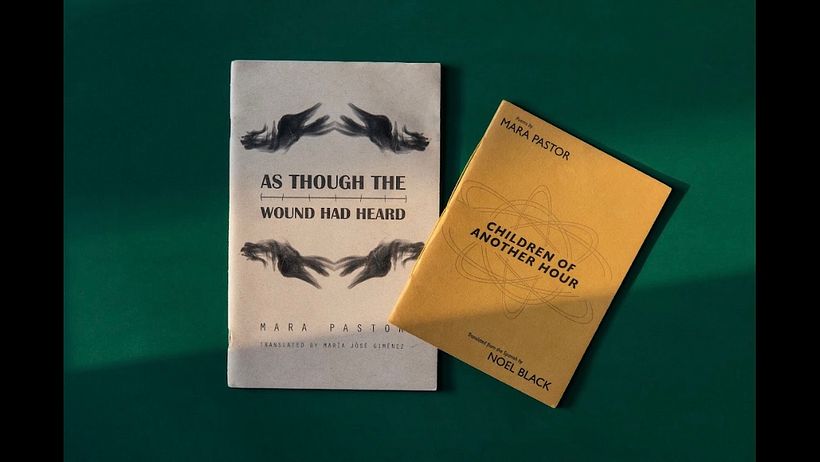 AS THOUGH THE
WOUND HAD HEARD
MARA PASTOR
TRANSLATED BY MARÍA JOSÉ GIMÉNEZ
Poems by
MARA PASTOR
CHILDREN OF
ANOTHER HOUR
Translated from the Spanish by
NOEL BLACK